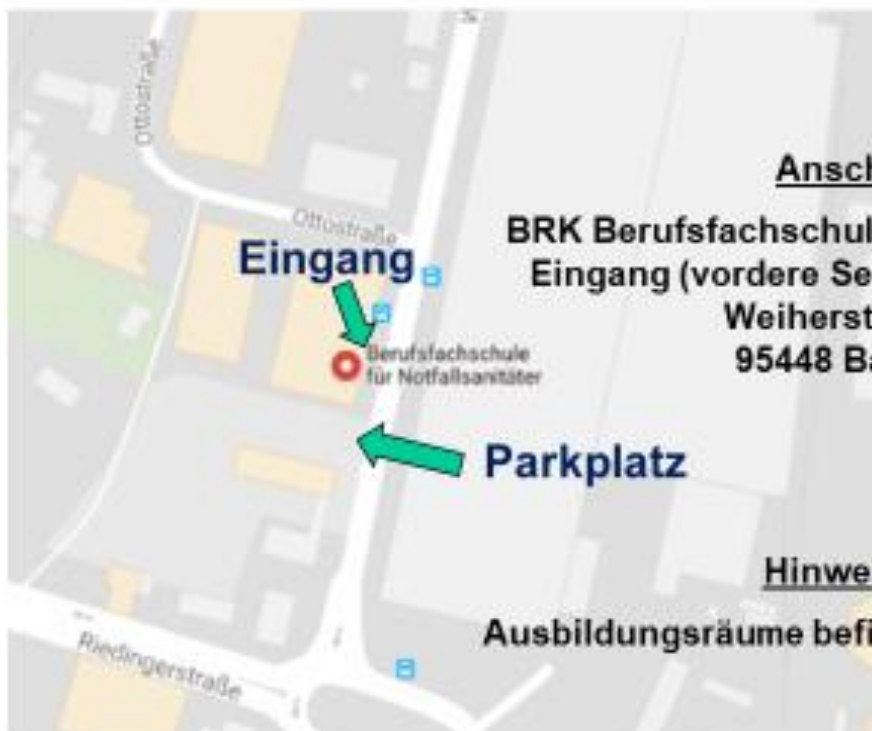 Ottostraße
Ottostraße
Eingang
Berufsfachschule
für Notfallsanitäter
Parkplatz
Riedingerstraße
Ansch
BRK Berufsfachschul
Eingang (vordere Se
Weiherst
95448 Ba
Hinwe
Ausbildungsräume befi